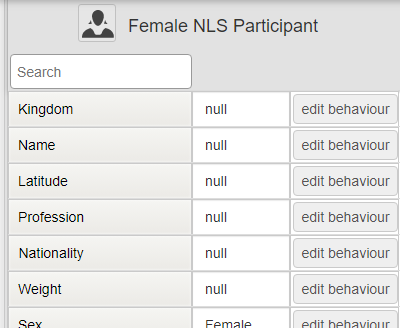 Female NLS Participant
Search
Kingdom null edit behaviour
Name null edit behaviour
Latitude null edit behaviour
Profession null edit behaviour
Nationality null edit behaviour
Weight null edit behaviour
Sex Female edit behaviour